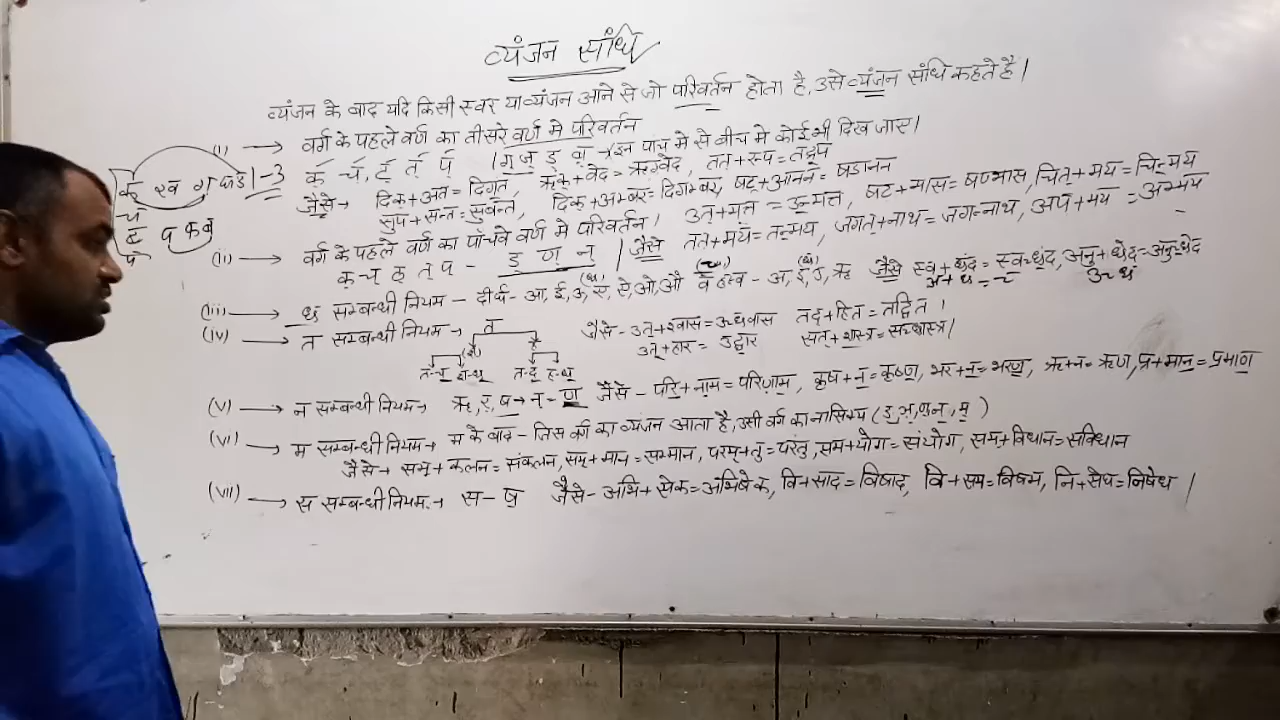 व्यंजन संधि
व्यंजन के बाद यदि किसी स्वर या व्यंजन आने से जो परिवर्तन होता है, उसे व्यंजन संधि कहते है।
(i) → वर्ग के पहले वर्ण का तीसरे वर्ण मे परिवर्तन
क् च्, ट् त् प् । ग् ज् ड् → इन पाँच मे से बीच मे कोई भी दिख जाए।
जैसे → दिक् + अंत = दिगंत, ऋक् + वेद = ऋग्वेद, तत + रूप = तद्रूप
सुप + सन्त = सुबन्त, दिक् + अम्बर = दिगम्बर, षट् + आनन = षडानन
(ii) → वर्ग के पहले वर्ण का पाँचवे वर्ण मे परिवर्तन। उत् + मत्त = उन्मत्त, षट + मास = षण्मास, चित् + मय = चिन्मय
क च ट त प - ङ् ण् न् । जैसे तत + मय = तन्मय, जगत् + नाथ = जगन्नाथ, अप + मय = अम्मय
(iii) → छ सम्बन्धी नियम - दीर्घ - आ, ई, ऊ, ए, ऐ, ओ, औ व ह्स्व - अ, इ, उ, ऋ जैसे स्व + छंद = स्वच्छंद, अनु + छेद = अनुच्छेद
(iv) → त सम्बन्धी नियम → त जैसे - उत् + श्वास = उच्छवास तद् + हित = तद्धित।
उत् + हार = उद्धार सत् + शास्त्र = सच्छास्त्र।
(v) → न सम्बन्धी नियम → ऋ, र्, ष → न् - ण जैसे - परि + नाम = परिणाम, कृष + न = कृष्ण, भर + न = भरण, ऋ + न = ऋण, प्र + मान = प्रमाण
(vi) → म सम्बन्धी नियम → म के बाद - जिस वर्ग का व्यंजन आता है, उसी वर्ग का नासिक्य (ङ्, ञ्, ण्, न्, म्)
जैसे → सम् + कलन = संकलन, सम् + मान = सम्मान, परम् + तु = परंतु, सम + योग = संयोग, सम् + विधान = संविधान
(vii) → स सम्बन्धी नियम → स - ष जैसे - अभि + सेक = अभिषेक, वि + साद = विषाद, वि + सम = विषम, नि + सेध = निषेध।